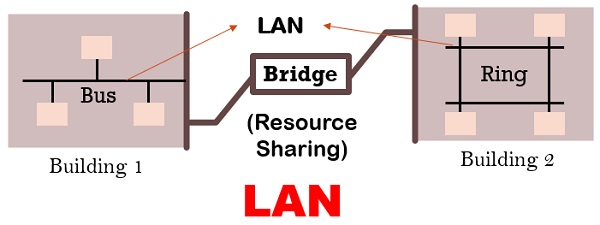 LAN
Bus
Bridge
Ring
(Resource
Sharing)
Building 1
Building 2
LAN